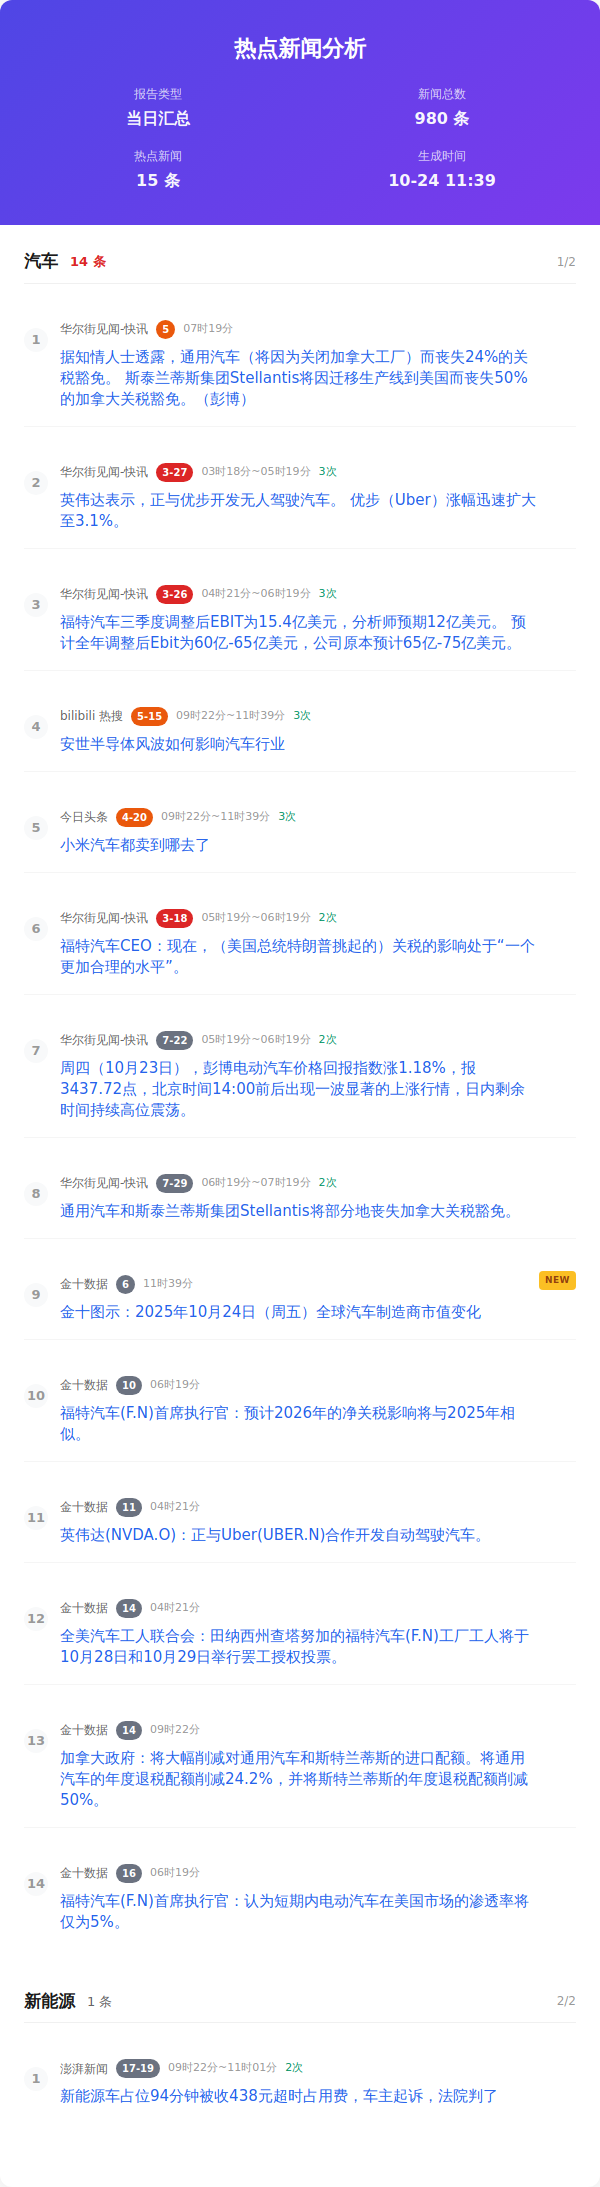 热点新闻分析
报告类型
新闻总数
当日汇总
980 条
热点新闻
生成时间
15 条
10-24 11:39
汽车 14 条 1/2
1
华尔街见闻-快讯 5 07时19分
据知情人士透露，通用汽车（将因为关闭加拿大工厂）而丧失24%的关
税豁免。 斯泰兰蒂斯集团Stellantis将因迁移生产线到美国而丧失50%
的加拿大关税豁免。（彭博）
2
华尔街见闻-快讯 3-27 03时18分~05时19分 3次
英伟达表示，正与优步开发无人驾驶汽车。 优步（Uber）涨幅迅速扩大
至3.1%。
3
华尔街见闻-快讯 3-26 04时21分~06时19分 3次
福特汽车三季度调整后EBIT为15.4亿美元，分析师预期12亿美元。 预
计全年调整后Ebit为60亿-65亿美元，公司原本预计65亿-75亿美元。
4
bilibili 热搜 5-15 09时22分~11时39分 3次
安世半导体风波如何影响汽车行业
5
今日头条 4-20 09时22分~11时39分 3次
小米汽车都卖到哪去了
6
华尔街见闻-快讯 3-18 05时19分~06时19分 2次
福特汽车CEO：现在，（美国总统特朗普挑起的）关税的影响处于“一个
更加合理的水平”。
7
华尔街见闻-快讯 7-22 05时19分~06时19分 2次
周四（10月23日），彭博电动汽车价格回报指数涨1.18%，报
3437.72点，北京时间14:00前后出现一波显著的上涨行情，日内剩余
时间持续高位震荡。
8
华尔街见闻-快讯 7-29 06时19分~07时19分 2次
通用汽车和斯泰兰蒂斯集团Stellantis将部分地丧失加拿大关税豁免。
9
金十数据 6 11时39分 NEW
金十图示：2025年10月24日（周五）全球汽车制造商市值变化
10
金十数据 10 06时19分
福特汽车(F.N)首席执行官：预计2026年的净关税影响将与2025年相
似。
11
金十数据 11 04时21分
英伟达(NVDA.O)：正与Uber(UBER.N)合作开发自动驾驶汽车。
12
金十数据 14 04时21分
全美汽车工人联合会：田纳西州查塔努加的福特汽车(F.N)工厂工人将于
10月28日和10月29日举行罢工授权投票。
13
金十数据 14 09时22分
加拿大政府：将大幅削减对通用汽车和斯特兰蒂斯的进口配额。将通用
汽车的年度退税配额削减24.2%，并将斯特兰蒂斯的年度退税配额削减
50%。
14
金十数据 16 06时19分
福特汽车(F.N)首席执行官：认为短期内电动汽车在美国市场的渗透率将
仅为5%。
新能源 1 条 2/2
1
澎湃新闻 17-19 09时22分~11时01分 2次
新能源车占位94分钟被收438元超时占用费，车主起诉，法院判了